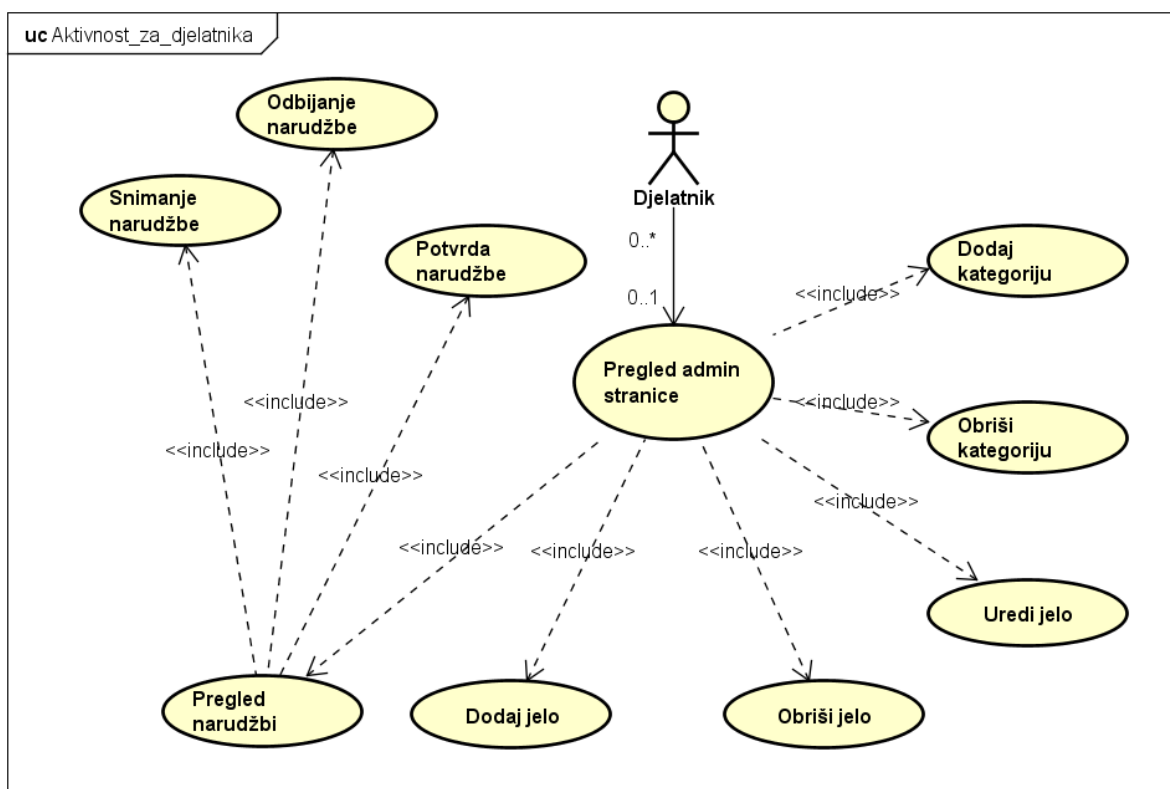 uc Aktivnost_za_djelatnika
Odbijanje
narudžbe
Snimanje
narudžbe
Djelatnik
Potvrda
narudžbe
0..*
0..1
Dodaj
kategoriju
<<include>>
Pregled admin
stranice
<<include>>
<<include>>
Obriši
kategoriju
<<include>>
<<include>>
<<include>>
<<include>>
<<include>>
<<include>>
Uredi jelo
Pregled
narudžbi
Dodaj jelo
Obriši jelo